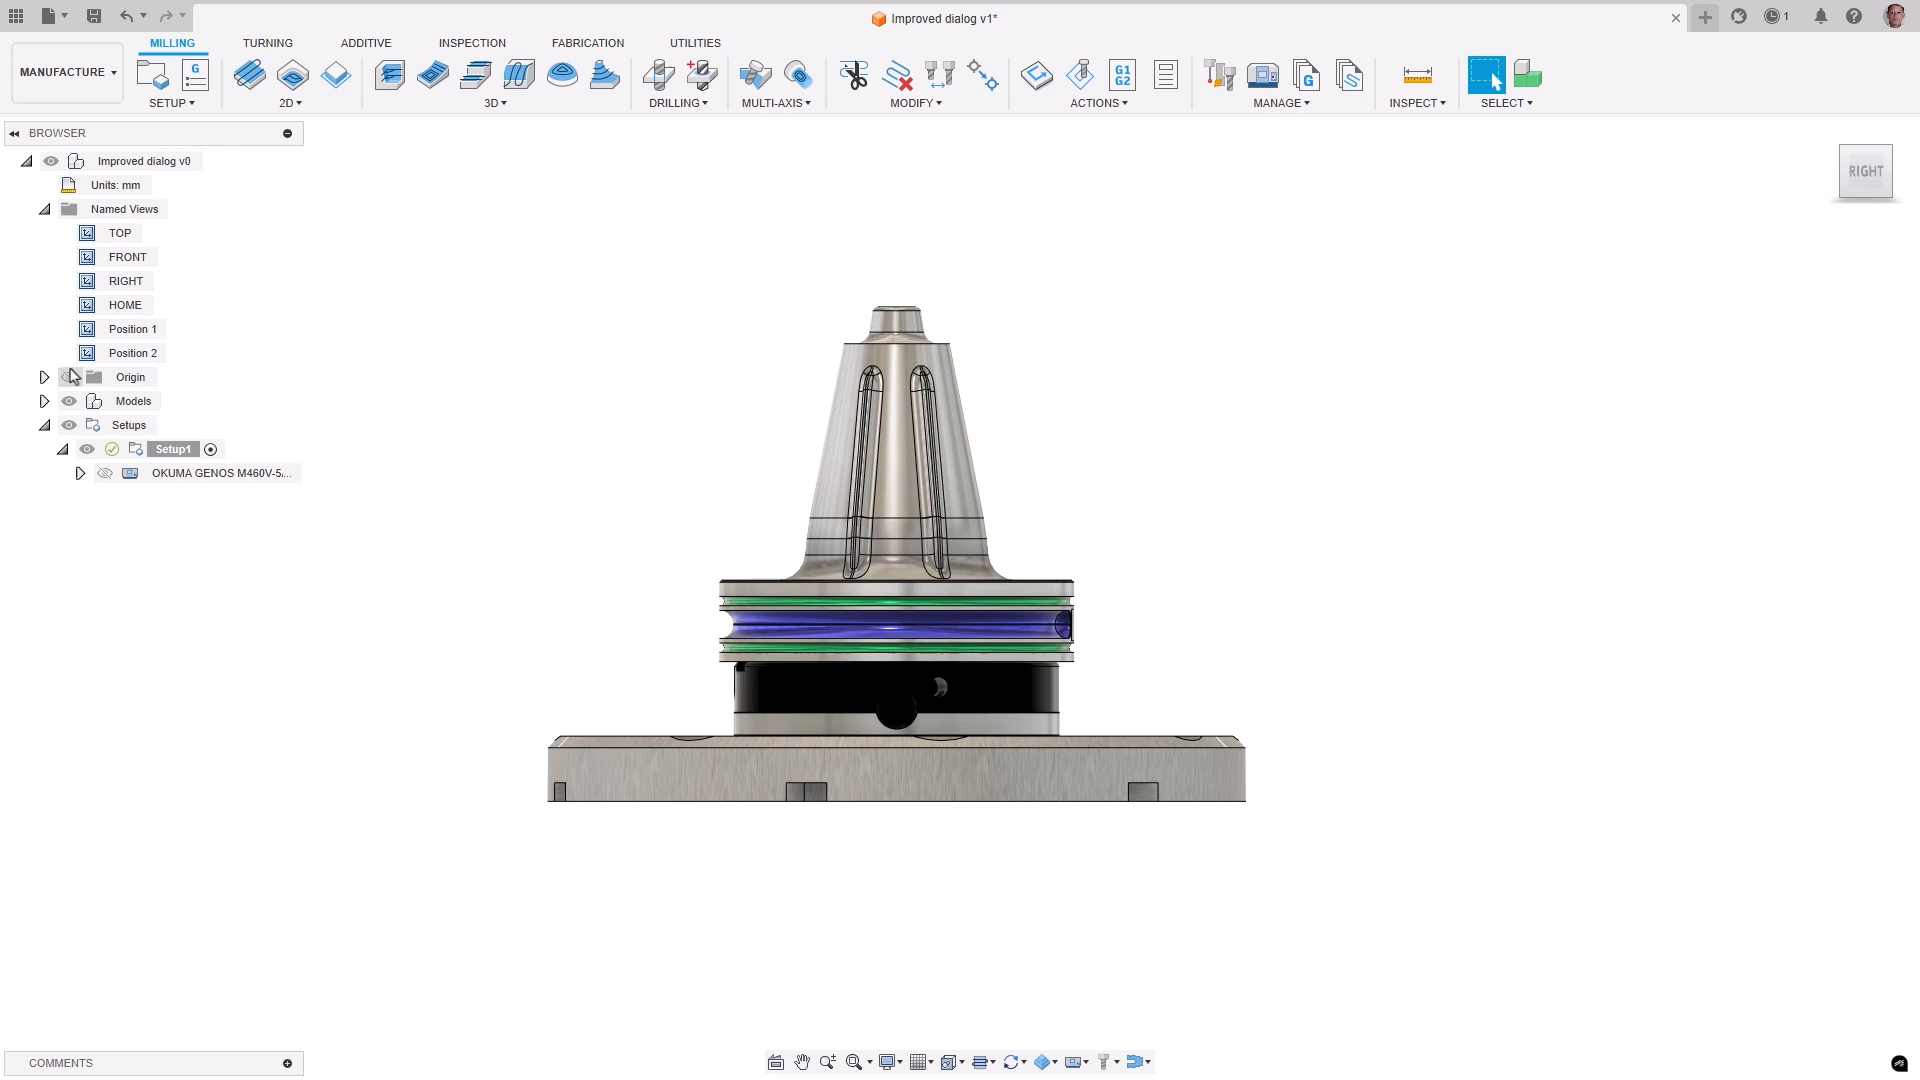 Improved dialog v1*
1
MILLING
TURNING
ADDITIVE
INSPECTION
FABRICATION
UTILITIES
MANUFACTURE
G
G1
G2
G
SETUP
2D
3D
DRILLING
MULTI-AXIS
MODIFY
ACTIONS
MANAGE
INSPECT
SELECT
BROWSER
Improved dialog v0
Units: mm
Named Views
TOP
FRONT
RIGHT
HOME
Position 1
Position 2
Origin
Models
Setups
Setup1
OKUMA GENOS M460V-5...
RIGHT
COMMENTS